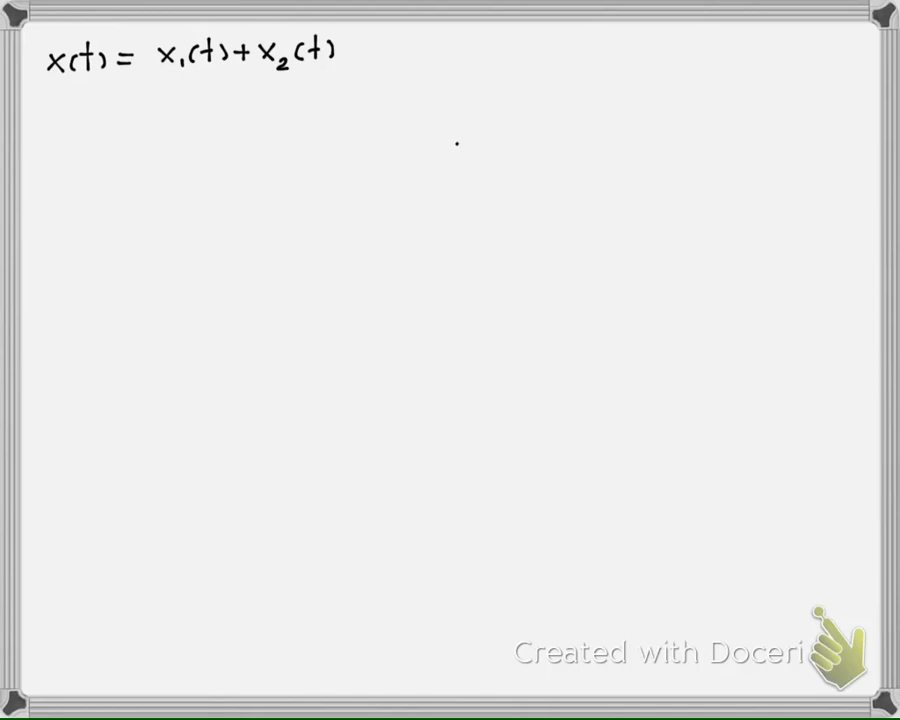 x(t) = x₁(t) + x₂(t)
Created with Doceri